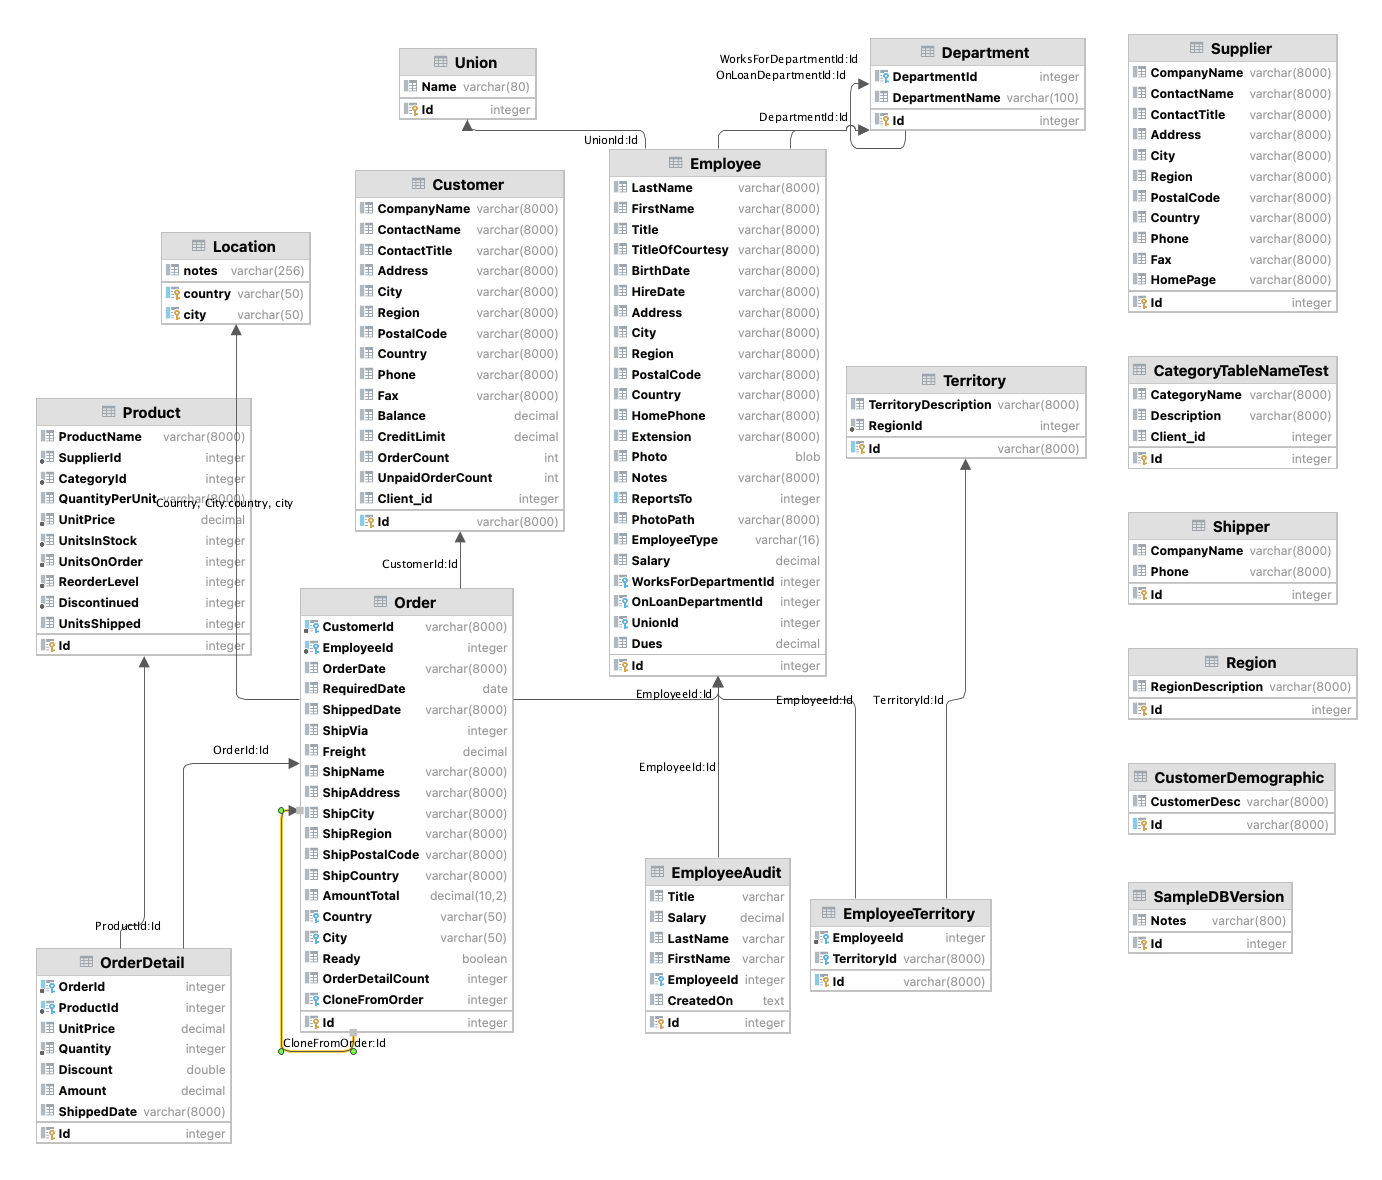 Union
Name varchar(80)
Id integer
WorksForDepartmentId:Id
OnLoanDepartmentId:Id
DepartmentId:Id
UnionId:Id
Department
DepartmentId integer
DepartmentName varchar(100)
Id integer
Supplier
CompanyName varchar(8000)
ContactName varchar(8000)
ContactTitle varchar(8000)
Address varchar(8000)
City varchar(8000)
Region varchar(8000)
PostalCode varchar(8000)
Country varchar(8000)
Phone varchar(8000)
Fax varchar(8000)
HomePage varchar(8000)
Id integer
Customer
CompanyName varchar(8000)
ContactName varchar(8000)
ContactTitle varchar(8000)
Address varchar(8000)
City varchar(8000)
Region varchar(8000)
PostalCode varchar(8000)
Country varchar(8000)
Phone varchar(8000)
Fax varchar(8000)
Balance decimal
CreditLimit decimal
OrderCount int
UnpaidOrderCount int
Client_id integer
Id varchar(8000)
CustomerId:Id
Employee
LastName varchar(8000)
FirstName varchar(8000)
Title varchar(8000)
TitleOfCourtesy varchar(8000)
BirthDate varchar(8000)
HireDate varchar(8000)
Address varchar(8000)
City varchar(8000)
Region varchar(8000)
PostalCode varchar(8000)
Country varchar(8000)
HomePhone varchar(8000)
Extension varchar(8000)
Photo blob
Notes varchar(8000)
ReportsTo integer
PhotoPath varchar(8000)
EmployeeType varchar(16)
Salary decimal
WorksForDepartmentId integer
OnLoanDepartmentId integer
UnionId integer
Dues decimal
Id integer
Location
notes varchar(256)
country varchar(50)
city varchar(50)
Product
ProductName varchar(8000)
SupplierId integer
CategoryId integer
QuantityPerUnit varchar(8000)
Country, City:country, city
UnitPrice decimal
UnitsInStock integer
UnitsOnOrder integer
ReorderLevel integer
Discontinued integer
UnitsShipped integer
Id integer
Territory
TerritoryDescription varchar(8000)
RegionId integer
Id varchar(8000)
CategoryTableNameTest
CategoryName varchar(8000)
Description varchar(8000)
Client_id integer
Id integer
Shipper
CompanyName varchar(8000)
Phone varchar(8000)
Id integer
Region
RegionDescription varchar(8000)
Id integer
CustomerDemographic
CustomerDesc varchar(8000)
Id varchar(8000)
SampleDBVersion
Notes varchar(800)
Id integer
Order
CustomerId varchar(8000)
EmployeeId integer
OrderDate varchar(8000)
RequiredDate date
ShippedDate varchar(8000)
ShipVia integer
Freight decimal
ShipName varchar(8000)
ShipAddress varchar(8000)
ShipCity varchar(8000)
ShipRegion varchar(8000)
ShipPostalCode varchar(8000)
ShipCountry varchar(8000)
AmountTotal decimal(10,2)
Country varchar(50)
City varchar(50)
Ready boolean
OrderDetailCount integer
CloneFromOrder integer
Id integer
CloneFromOrder:Id
EmployeeId:Id
EmployeeId:Id
TerritoryId:Id
EmployeeId:Id
OrderId:Id
ProductId:Id
EmployeeAudit
Title varchar
Salary decimal
LastName varchar
FirstName varchar
EmployeeId integer
CreatedOn text
Id integer
EmployeeTerritory
EmployeeId integer
TerritoryId varchar(8000)
Id varchar(8000)
OrderDetail
OrderId integer
ProductId integer
UnitPrice decimal
Quantity integer
Discount double
Amount decimal
ShippedDate varchar(8000)
Id integer